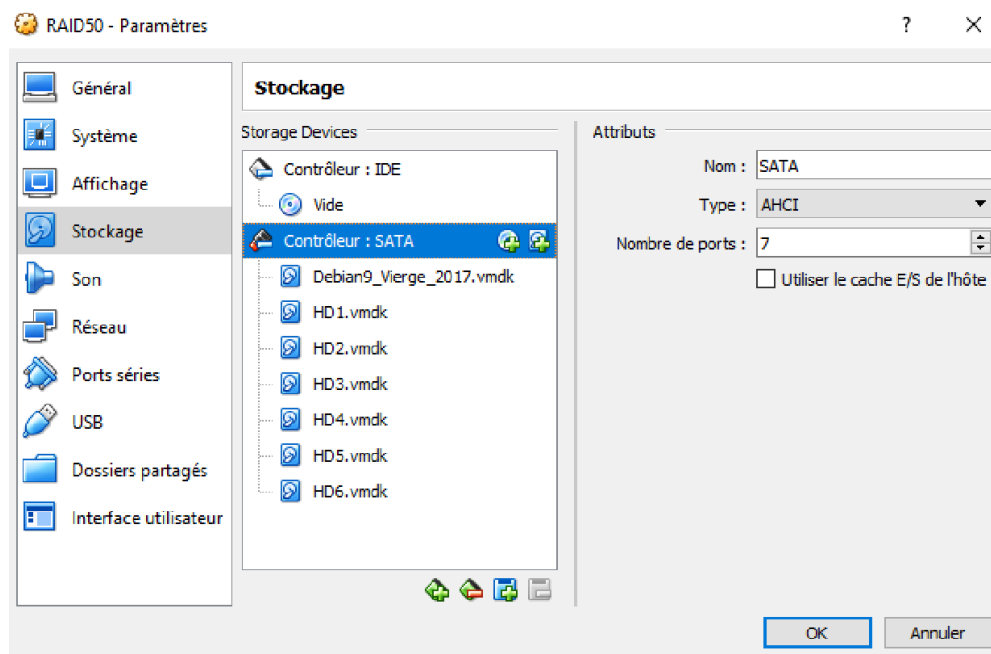 RAID50 - Paramètres
?
Général
Système
Affichage
Stockage
Son
Réseau
Ports séries
USB
Dossiers partagés
Interface utilisateur
Stockage
Storage Devices
Contrôleur : IDE
Vide
Contrôleur : SATA
Debian9_Vierge_2017.vmdk
HD1.vmdk
HD2.vmdk
HD3.vmdk
HD4.vmdk
HD5.vmdk
HD6.vmdk
Attributs
Nom : SATA
Type : AHCI
Nombre de ports : 7
Utiliser le cache E/S de l'hôte
OK Annuler